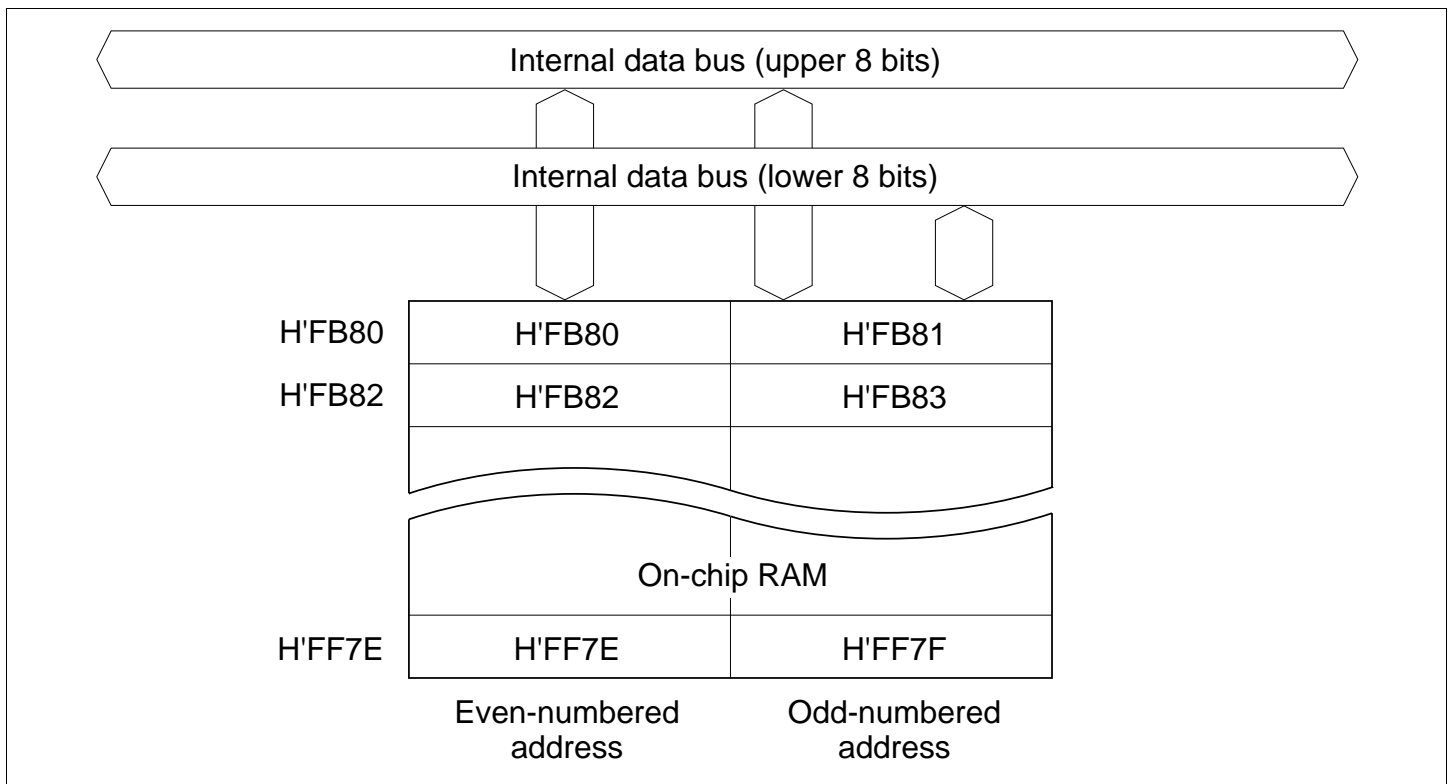 Internal data bus (upper 8 bits)
Internal data bus (lower 8 bits)
H'FB80 H'FB80 H'FB81
H'FB82 H'FB82 H'FB83
On-chip RAM
H'FF7E H'FF7E H'FF7F
Even-numbered Odd-numbered
address address